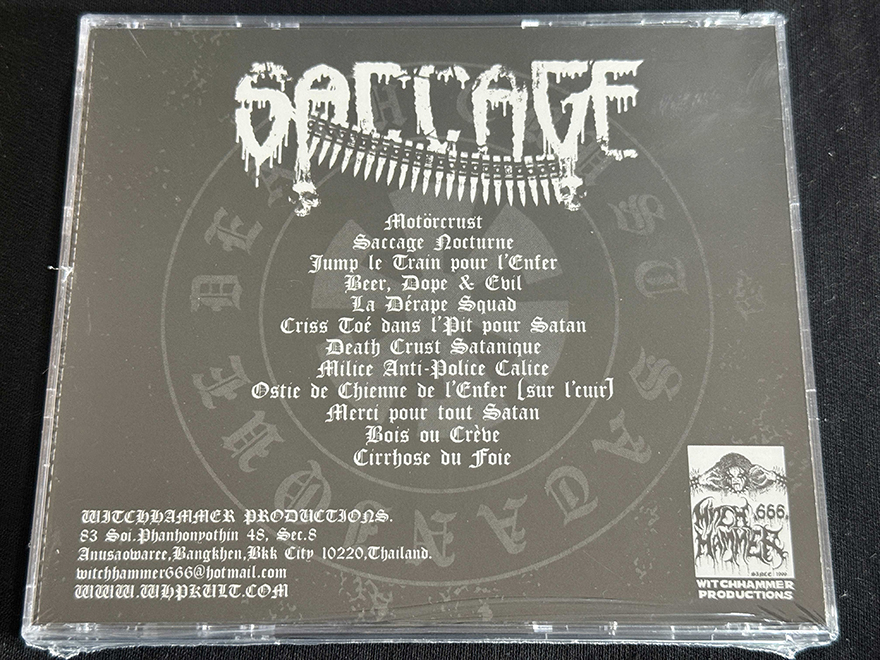 SACCAGE
Motörcrust
Saccage Nocturne
Jump le Train pour l'Enfer
Beer, Dope & Evil
La Dérape Squad
Criss Toé dans l'Pit pour Satan
Death Crust Satanique
Milice Anti-Police Calice
Ostie de Chienne de l'Enfer [sur l'cuir]
Merci pour tout Satan
Bois ou Crève
Cirrhose du Foie
WITCHHAMMER PRODUCTIONS.
83 Soi.Phanhonyothin 48, Sec.8
Anusaowaree,Bangkhen,Bkk City 10220,Thailand.
witchhammer666@hotmail.com
WWW.WHPKULT.COM
WITCH 666,
HAMMER
SINCE 1999
WITCHHAMMER
PRODUCTIONS